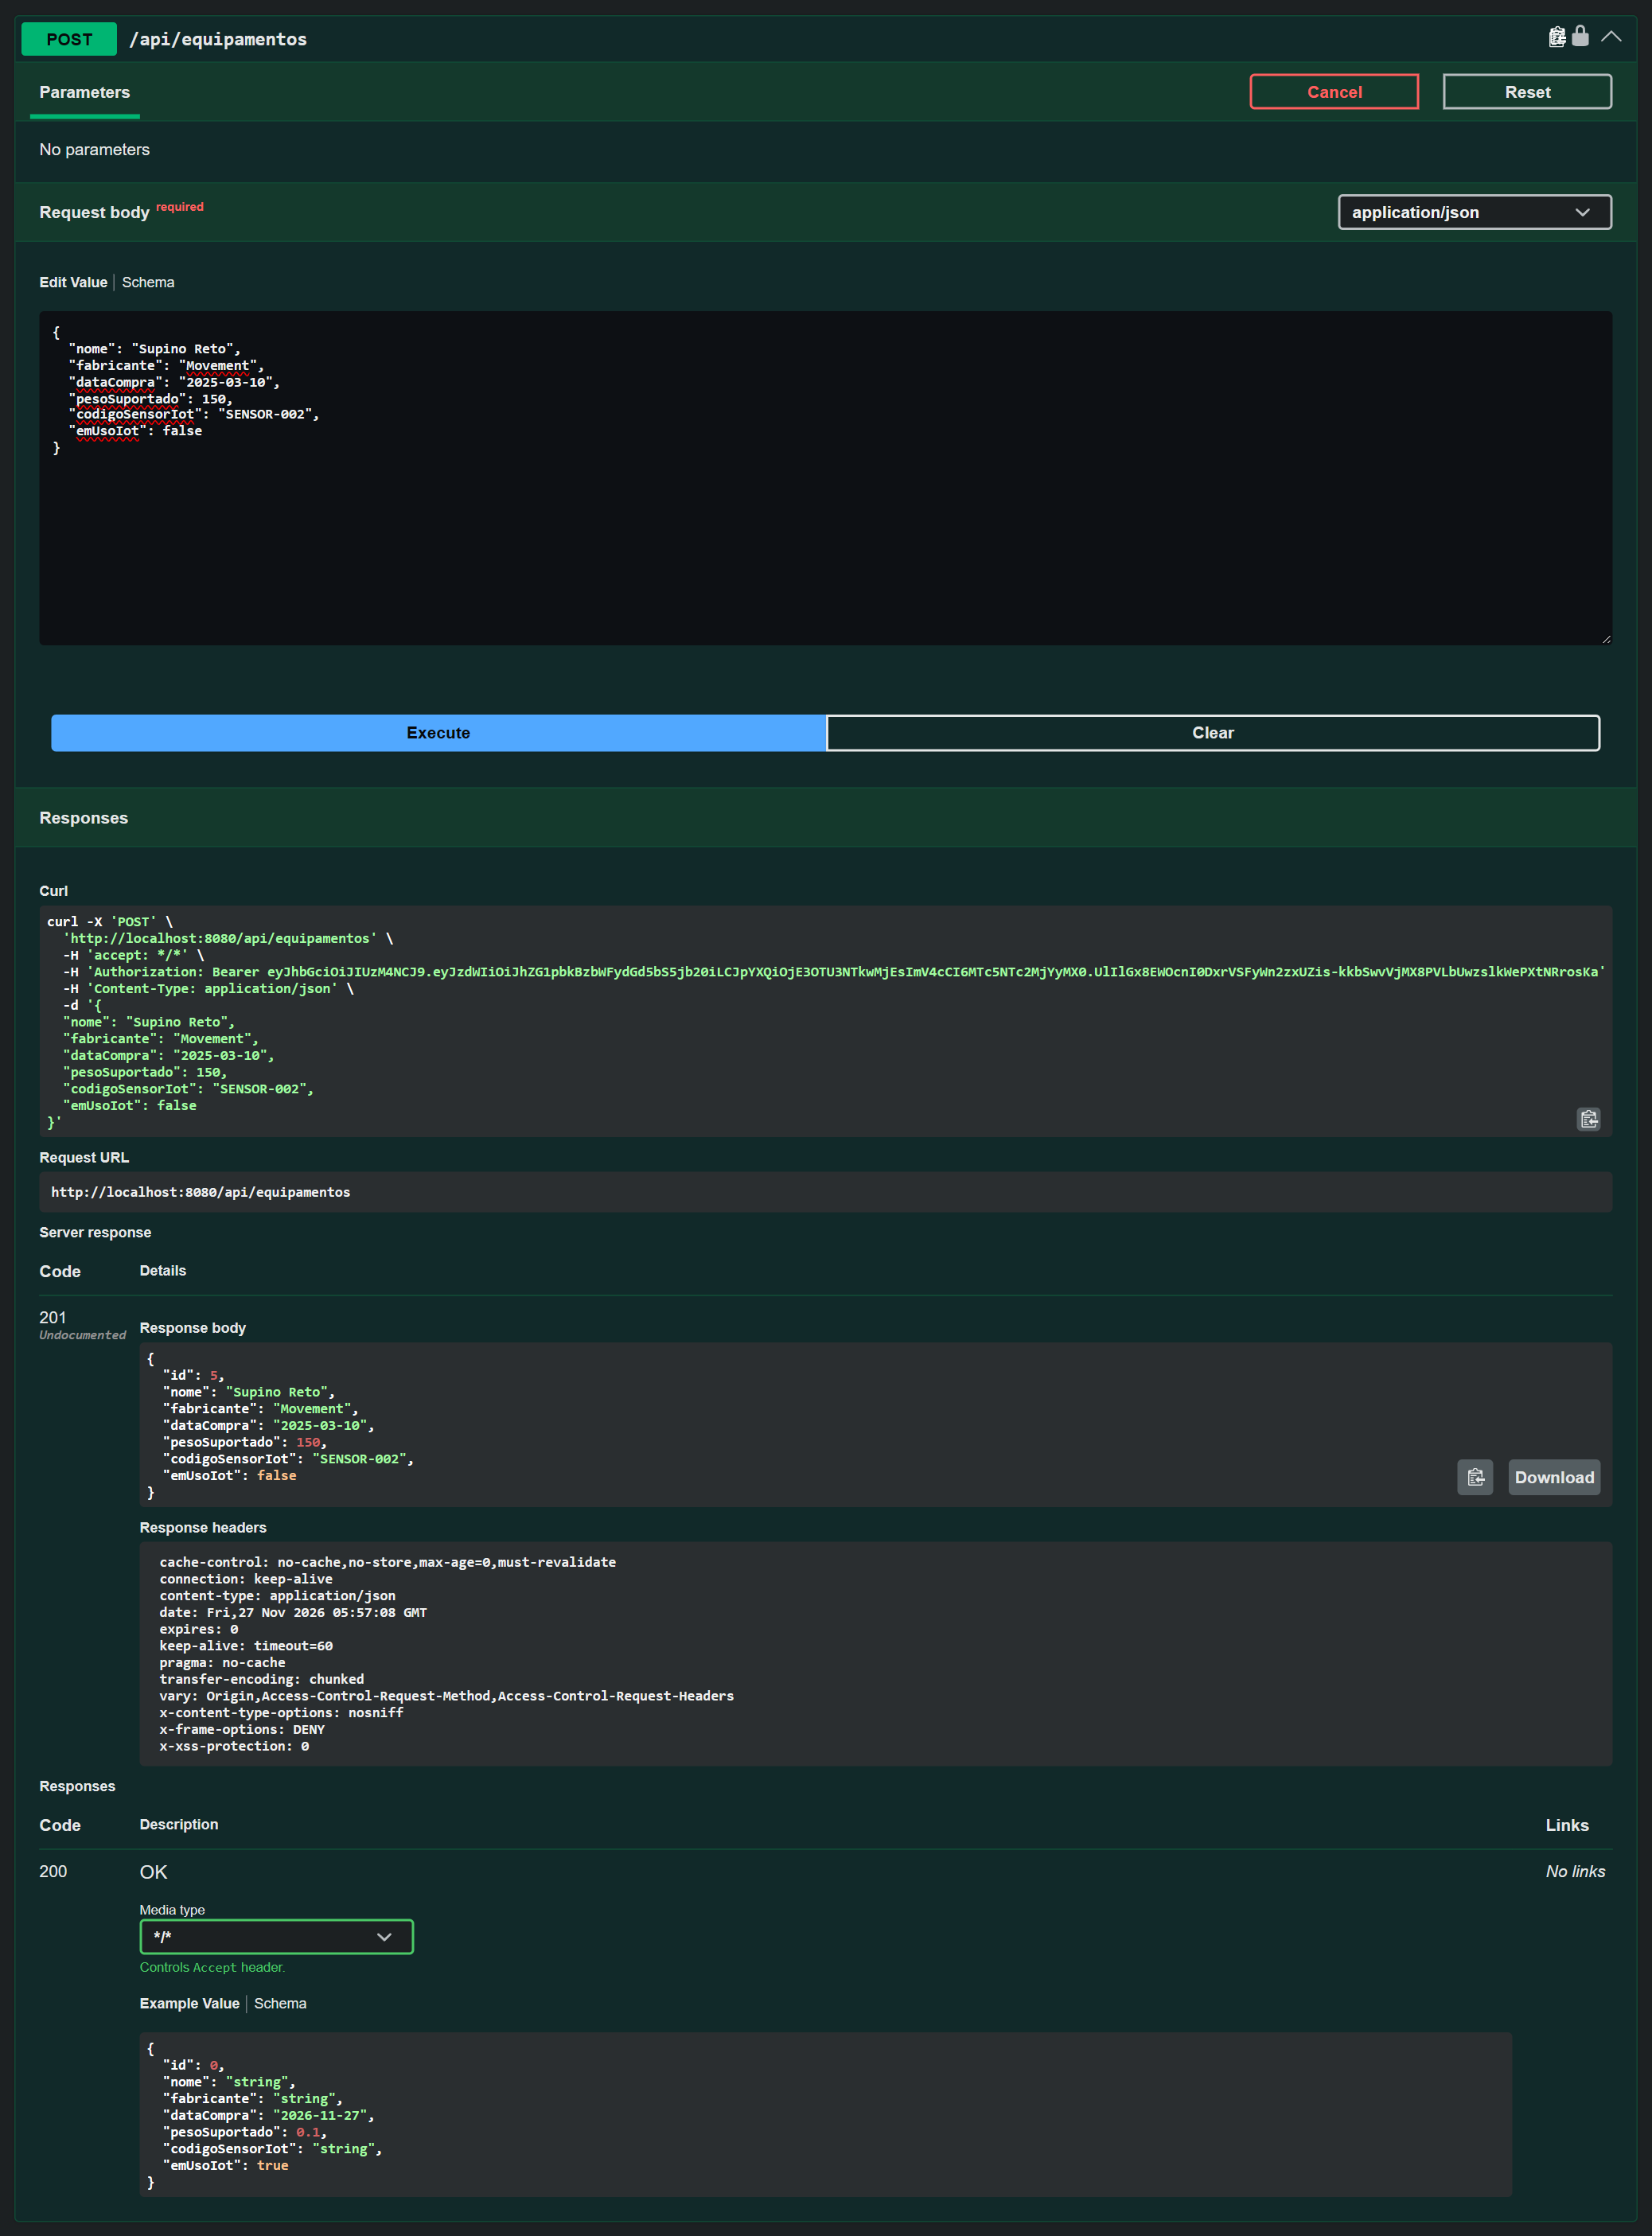 POST /api/equipamentos
Parameters
Cancel
Reset
No parameters
Request body required
application/json
Edit Value | Schema
{
  "nome": "Supino Reto",
  "fabricante": "Movement",
  "dataCompra": "2025-03-10",
  "pesoSuportado": 150,
  "codigoSensorIot": "SENSOR-002",
  "emUsoIot": false
}
Execute
Clear
Responses
Curl
curl -X 'POST' \
  'http://localhost:8080/api/equipamentos' \
  -H 'accept: */*' \
  -H 'Authorization: Bearer eyJhbGciOiJIUzM4NCJ9.eyJzdWIiOiJhZG1pbkBzbWFydGd5bS5jb20iLCJpYXQiOjE3OTU3NTkwMjEsImV4cCI6MTc5NTc2MjYyMX0.UlIlGx8EWOcnI0DxrVSFyWn2zxUZis-kkbSwvVjMX8PVLbUwzslkWePXtNRrosKa'
  -H 'Content-Type: application/json' \
  -d '{
  "nome": "Supino Reto",
  "fabricante": "Movement",
  "dataCompra": "2025-03-10",
  "pesoSuportado": 150,
  "codigoSensorIot": "SENSOR-002",
  "emUsoIot": false
}'
Request URL
http://localhost:8080/api/equipamentos
Server response
Code Details
201
Undocumented
Response body
{
  "id": 5,
  "nome": "Supino Reto",
  "fabricante": "Movement",
  "dataCompra": "2025-03-10",
  "pesoSuportado": 150,
  "codigoSensorIot": "SENSOR-002",
  "emUsoIot": false
}
Download
Response headers
cache-control: no-cache,no-store,max-age=0,must-revalidate
connection: keep-alive
content-type: application/json
date: Fri,27 Nov 2026 05:57:08 GMT
expires: 0
keep-alive: timeout=60
pragma: no-cache
transfer-encoding: chunked
vary: Origin,Access-Control-Request-Method,Access-Control-Request-Headers
x-content-type-options: nosniff
x-frame-options: DENY
x-xss-protection: 0
Responses
Code Description Links
200 OK No links
Media type
*/*
Controls Accept header.
Example Value | Schema
{
  "id": 0,
  "nome": "string",
  "fabricante": "string",
  "dataCompra": "2026-11-27",
  "pesoSuportado": 0.1,
  "codigoSensorIot": "string",
  "emUsoIot": true
}